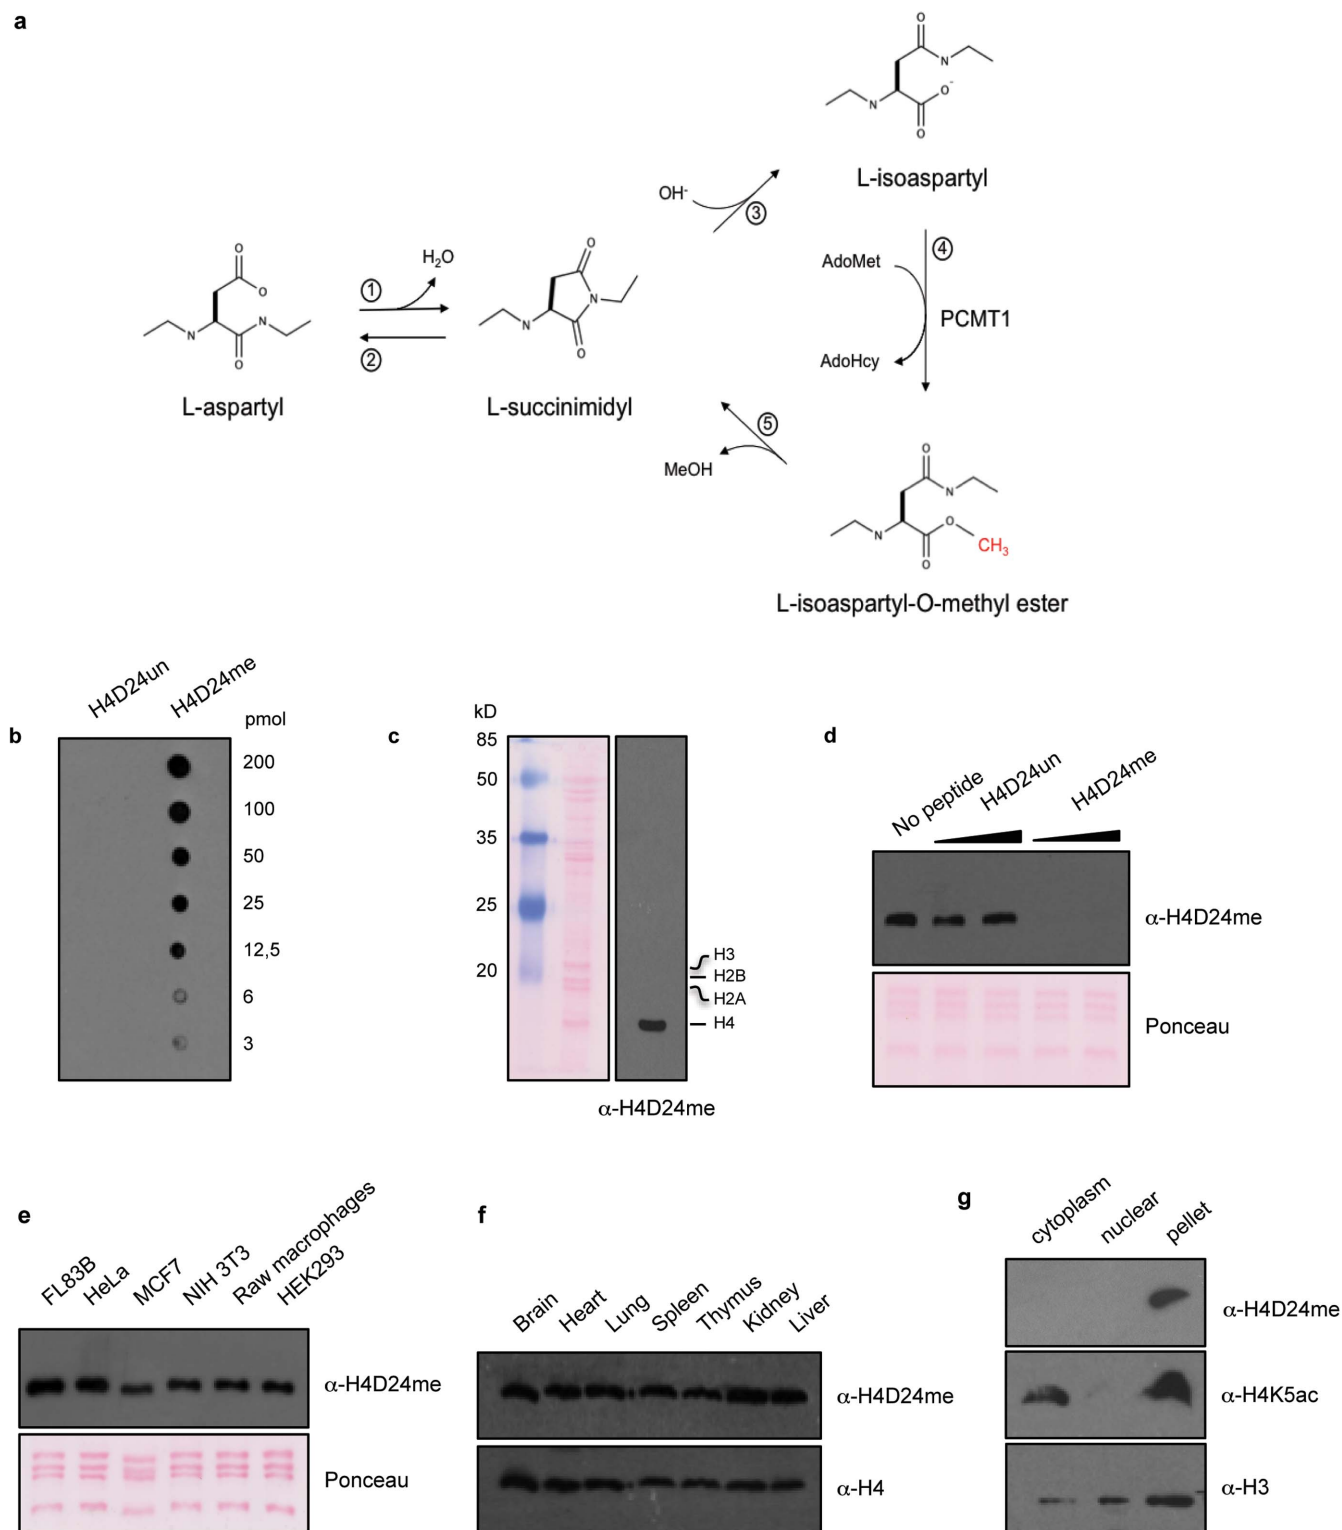 a
O
N
N
O⁻
O
L-isoaspartyl
OH⁻
③
④
AdoMet
PCMT1
AdoHcy
H₂O
①
②
O
O
N
N
O
L-aspartyl
O
N
N
O
L-succinimidyl
⑤
MeOH
O
N
N
O
O
CH₃
L-isoaspartyl-O-methyl ester
b
H4D24un
H4D24me
pmol
200
100
50
25
12,5
6
3
c
kD
85
50
35
25
20
H3
H2B
H2A
H4
α-H4D24me
d
No peptide
H4D24un
H4D24me
α-H4D24me
Ponceau
e
FL83B
HeLa
MCF7
NIH 3T3
Raw macrophages
HEK293
α-H4D24me
Ponceau
f
Brain
Heart
Lung
Spleen
Thymus
Kidney
Liver
α-H4D24me
α-H4
g
cytoplasm
nuclear
pellet
α-H4D24me
α-H4K5ac
α-H3